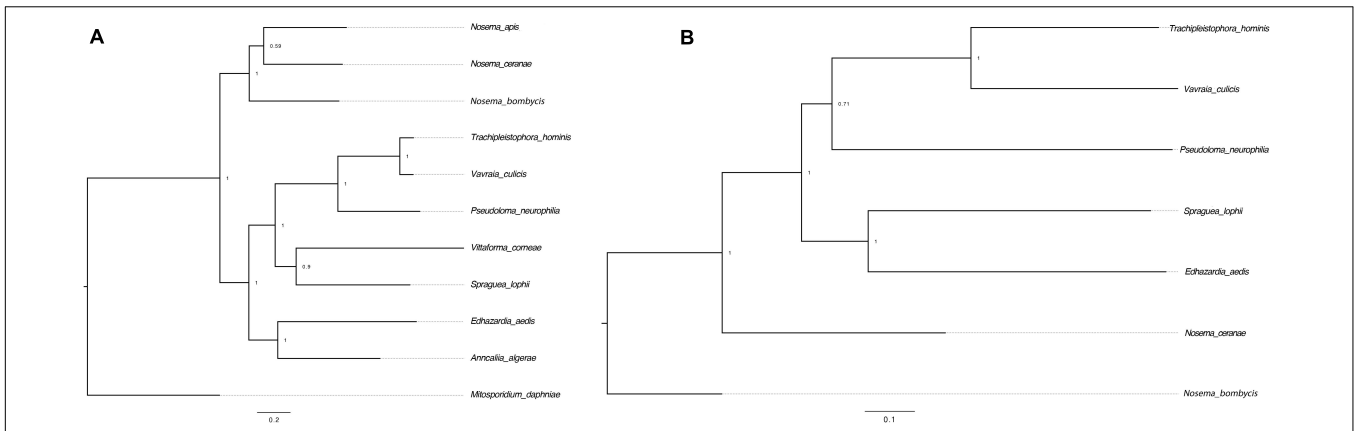 A
Nosema_apis
0.59
Nosema_ceranae
1
Nosema_bombycis
Trachipleistophora_hominis
1
Vavraia_culicis
1
1
Pseudoloma_neurophilia
1
Vittaforma_corneae
0.9
Spraguea_lophii
1
Edhazardia_aedis
1
Anncaliia_algerae
Mitosporidium_daphniae
0.2
B
Trachipleistophora_hominis
1
Vavraia_culicis
0.71
Pseudoloma_neurophilia
1
Spraguea_lophii
1
1
Edhazardia_aedis
Nosema_ceranae
Nosema_bombycis
0.1